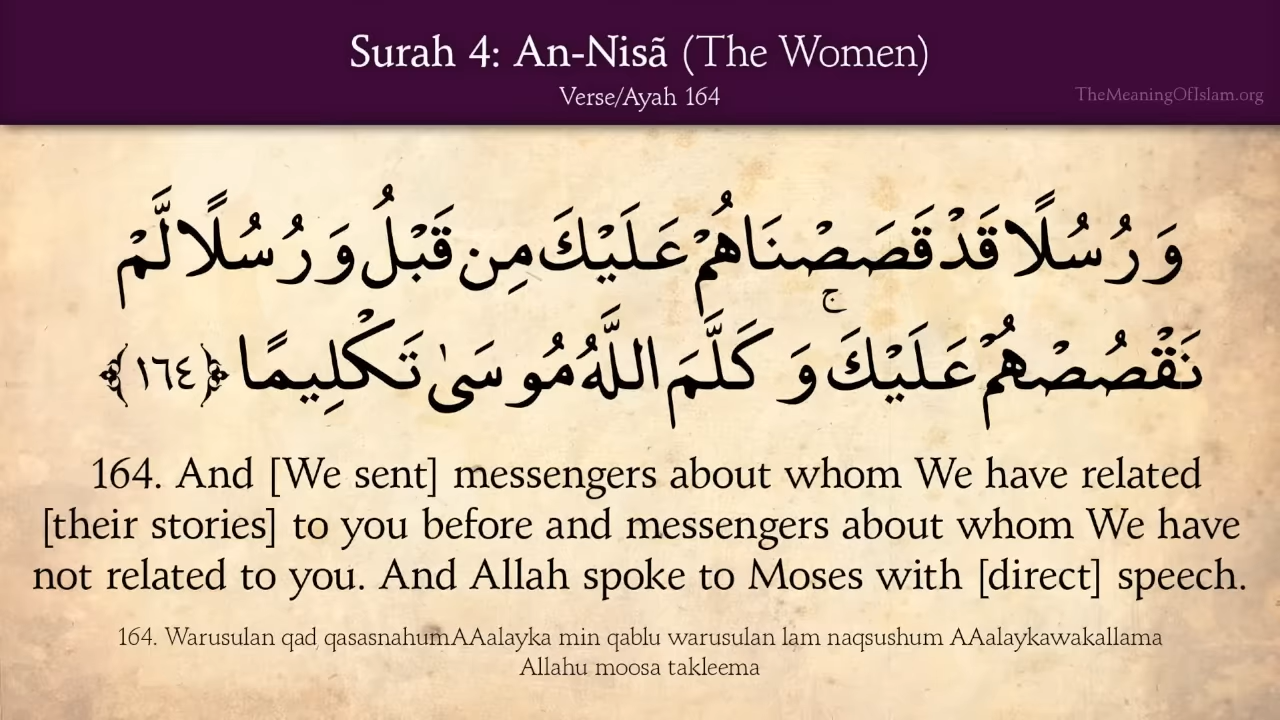 Surah 4: An-Nisã (The Women)
Verse/Ayah 164
TheMeaningOfIslam.org
وَرُسُلًا قَدْ قَصَصْنَاهُمْ عَلَيْكَ مِن قَبْلُ وَرُسُلًا لَّمْ
نَقْصُصْهُمْ عَلَيْكَ ۚ وَكَلَّمَ اللَّهُ مُوسَىٰ تَكْلِيمًا ﴿١٦٤﴾
164. And [We sent] messengers about whom We have related
[their stories] to you before and messengers about whom We have
not related to you. And Allah spoke to Moses with [direct] speech.
164. Warusulan qad qasasnahumAAalayka min qablu warusulan lam naqsushum AAalaykawakallama
Allahu moosa takleema